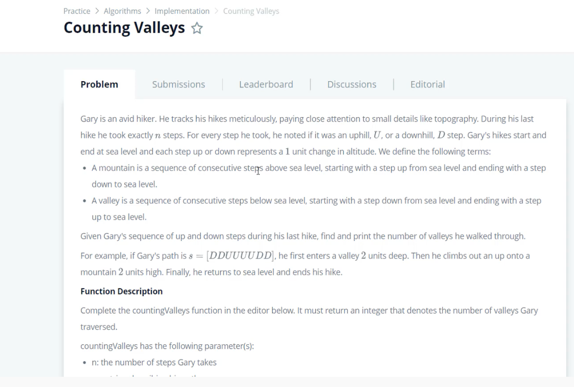 Practice > Algorithms > Implementation > Counting Valleys
Counting Valleys
Problem Submissions Leaderboard Discussions Editorial
Gary is an avid hiker. He tracks his hikes meticulously, paying close attention to small details like topography. During his last
hike he took exactly n steps. For every step he took, he noted if it was an uphill, U, or a downhill, D step. Gary's hikes start and
end at sea level and each step up or down represents a 1 unit change in altitude. We define the following terms:
• A mountain is a sequence of consecutive steps above sea level, starting with a step up from sea level and ending with a step
down to sea level.
• A valley is a sequence of consecutive steps below sea level, starting with a step down from sea level and ending with a step
up to sea level.
Given Gary's sequence of up and down steps during his last hike, find and print the number of valleys he walked through.
For example, if Gary's path is s = [DDUUUUDD], he first enters a valley 2 units deep. Then he climbs out an up onto a
mountain 2 units high. Finally, he returns to sea level and ends his hike.
Function Description
Complete the countingValleys function in the editor below. It must return an integer that denotes the number of valleys Gary
traversed.
countingValleys has the following parameter(s):
• n: the number of steps Gary takes